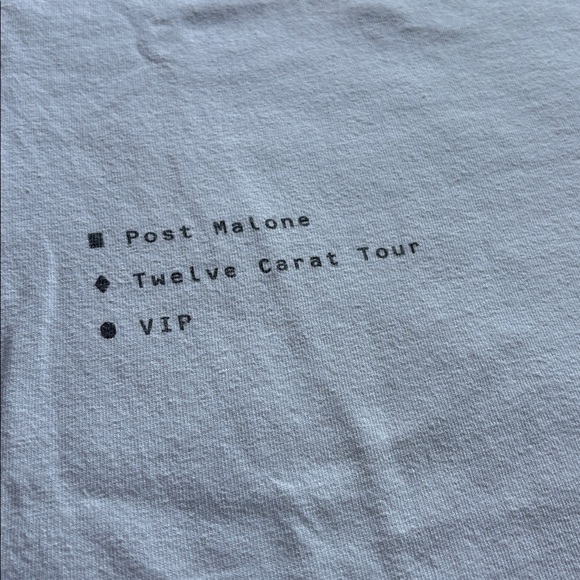 ■ Post Malone
◆ Twelve Carat Tour
● VIP